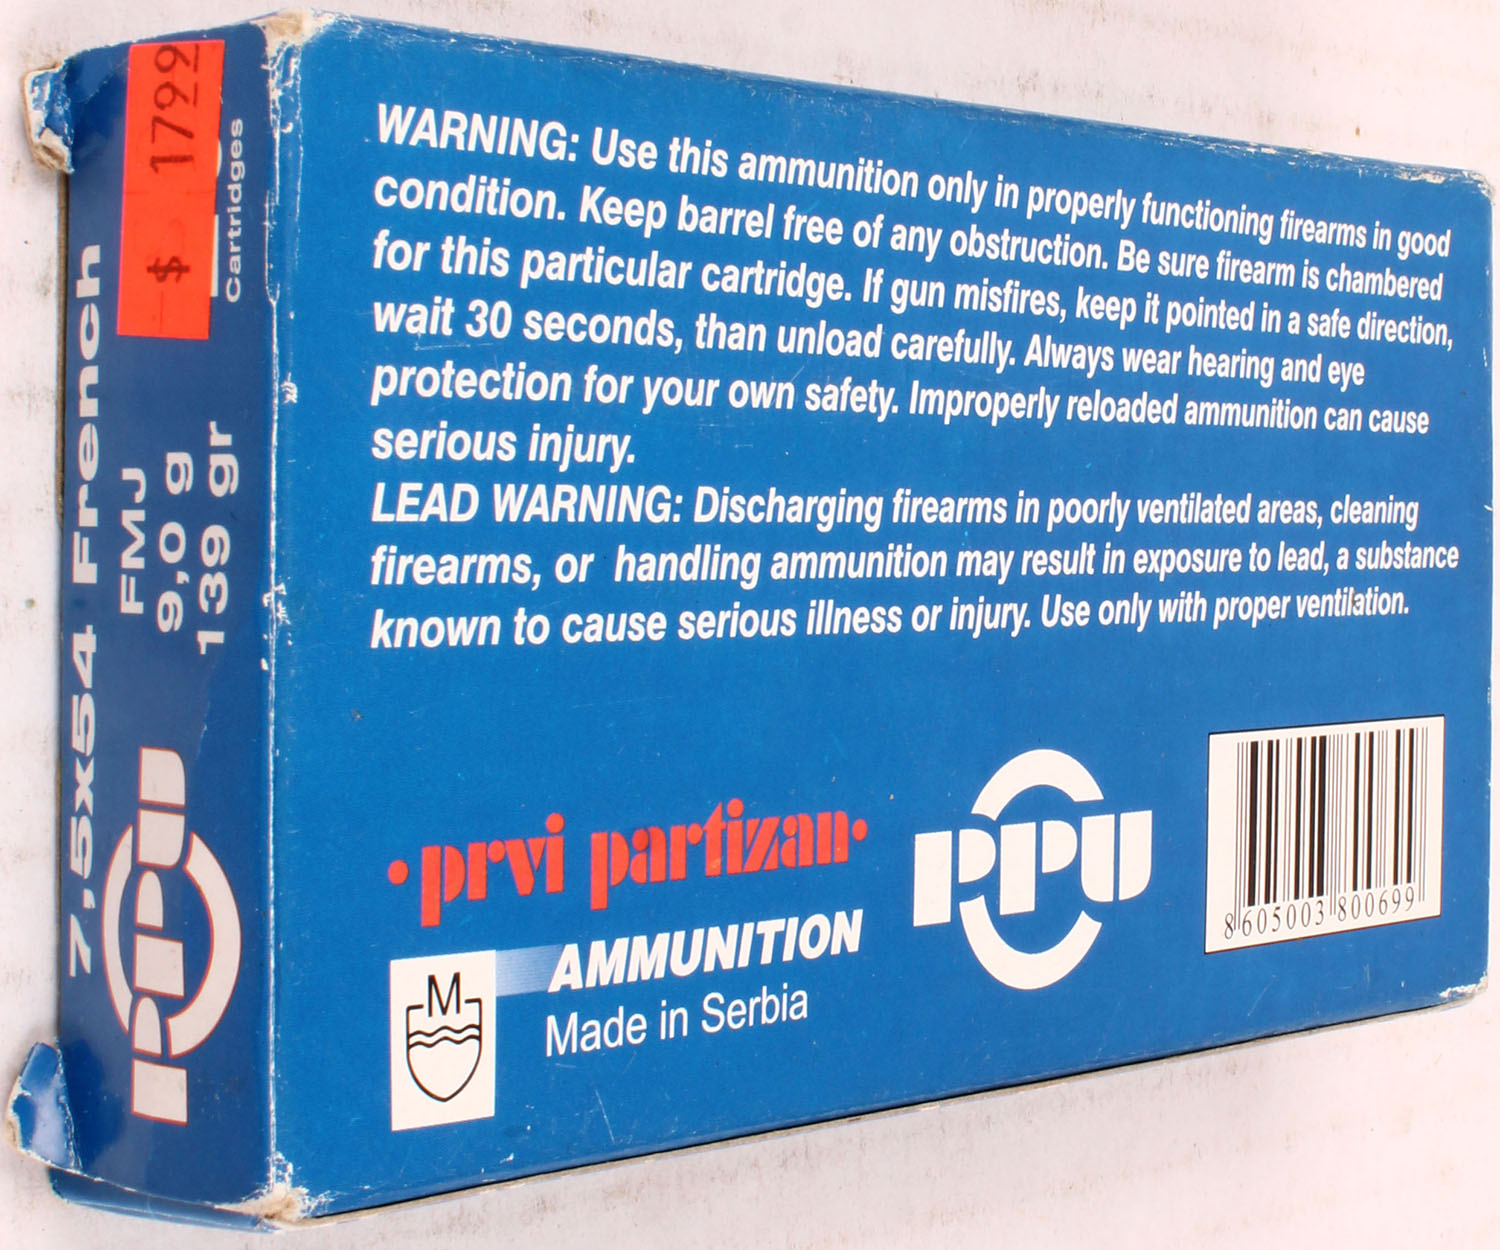 WARNING: Use this ammunition only in properly functioning firearms in good
condition. Keep barrel free of any obstruction. Be sure firearm is chambered
for this particular cartridge. If gun misfires, keep it pointed in a safe direction,
wait 30 seconds, than unload carefully. Always wear hearing and eye
protection for your own safety. Improperly reloaded ammunition can cause
serious injury.
LEAD WARNING: Discharging firearms in poorly ventilated areas, cleaning
firearms, or handling ammunition may result in exposure to lead, a substance
known to cause serious illness or injury. Use only with proper ventilation.
• prvi partizan •
AMMUNITION
Made in Serbia
M
PPU
8 605003 800699
7,5x54 French
FMJ
9,0 g
139 gr
Cartridges
$ 1799
PPU